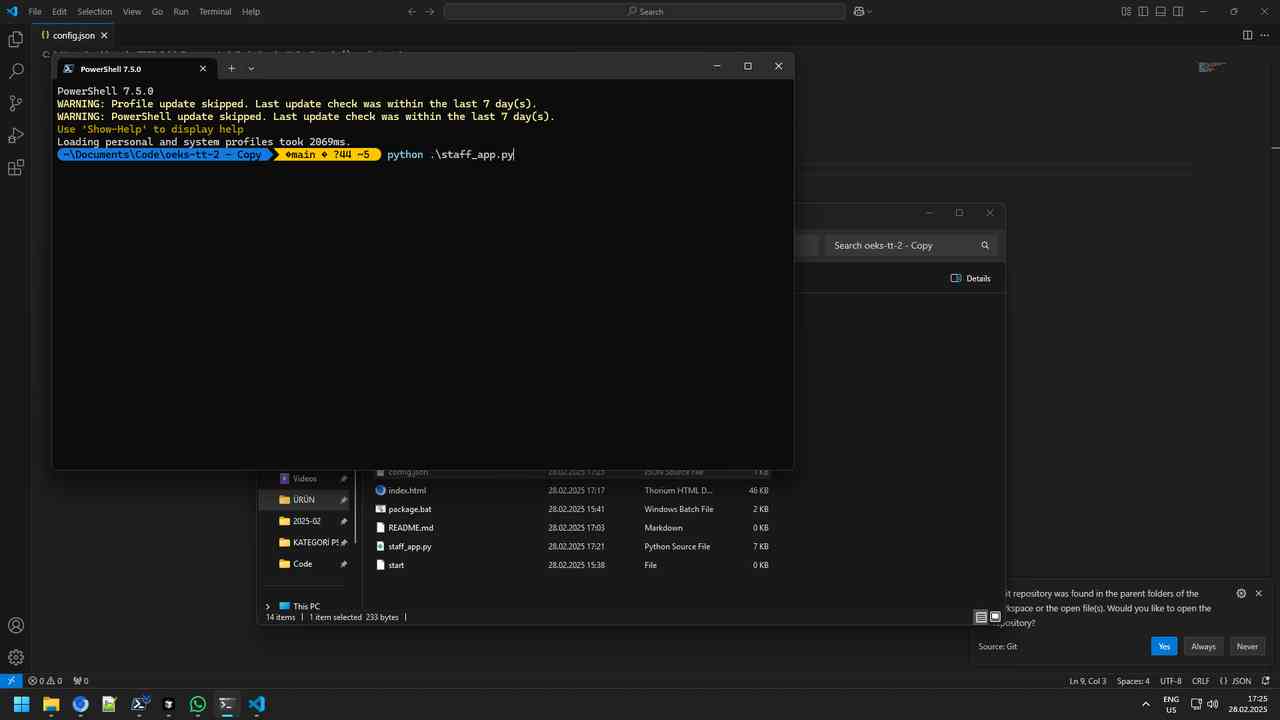 File Edit Selection View Go Run Terminal Help
Search
config.json
PowerShell 7.5.0
PowerShell 7.5.0
WARNING: Profile update skipped. Last update check was within the last 7 day(s).
WARNING: PowerShell update skipped. Last update check was within the last 7 day(s).
Use 'Show-Help' to display help
Loading personal and system profiles took 2069ms.
~\Documents\Code\oeks-tt-2 - Copy �main � ?44 ~5 python .\staff_app.py
Search oeks-tt-2 - Copy
Details
Videos
ÜRÜN
2025-02
KATEGORİ PS
Code
This PC
config.json 28.02.2025 17:25 JSON Source File 1 KB
index.html 28.02.2025 17:17 Thorium HTML D... 46 KB
package.bat 28.02.2025 15:41 Windows Batch File 2 KB
README.md 28.02.2025 17:03 Markdown 0 KB
staff_app.py 28.02.2025 17:21 Python Source File 7 KB
start 28.02.2025 15:38 File 0 KB
14 items 1 item selected 233 bytes
it repository was found in the parent folders of the
kspace or the open file(s). Would you like to open the
pository?
Source: Git
Yes Always Never
0 0 0
Ln 9, Col 3 Spaces: 4 UTF-8 CRLF {} JSON
ENG
US
17:25
28.02.2025